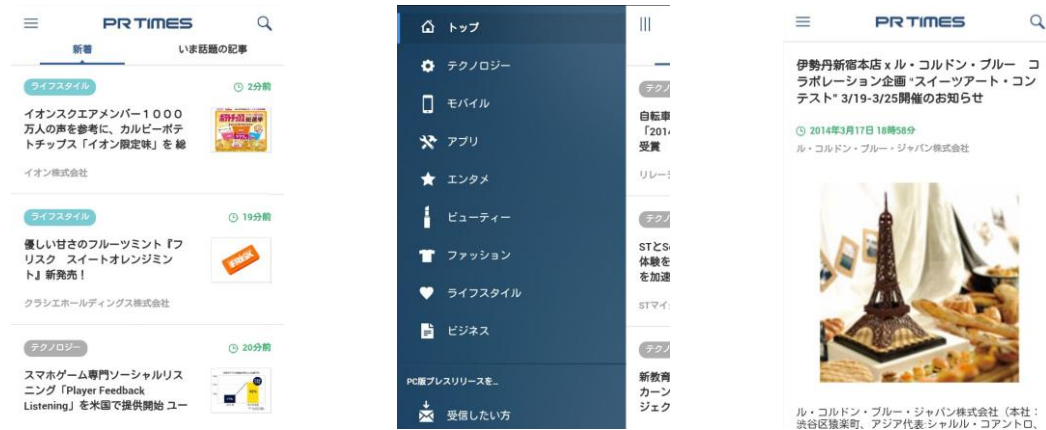 PR TIMES
新着
いま話題の記事
ライフスタイル
2分前
イオンスクエアメンバー1000
万人の声を参考に、カルビーポテ
トチップス「イオン限定味」を 総
イオン株式会社
ライフスタイル
19分前
優しい甘さのフルーツミント『フ
リスク　スイートオレンジミン
ト』新発売！
クラシエホールディングス株式会社
テクノロジー
20分前
スマホゲーム専門ソーシャルリス
ニング「Player Feedback
Listening」を米国で提供開始 ユー
トップ
テクノロジー
モバイル
アプリ
エンタメ
ビューティー
ファッション
ライフスタイル
ビジネス
PC版プレスリリースを...
受信したい方
テクノ
自転車
「2014
受賞
リレー
テクノ
STとS
体験を
を加速
STマイ
テクノ
新教育
カーン
ジェク
PR TIMES
伊勢丹新宿本店 x ル・コルドン・ブルー　コ
ラボレーション企画 “スイーツアート・コン
テスト” 3/19-3/25開催のお知らせ
2014年3月17日 18時58分
ル・コルドン・ブルー・ジャパン株式会社
ル・コルドン・ブルー・ジャパン株式会社（本社：
渋谷区猿楽町、アジア代表:シャルル・コアントロ、